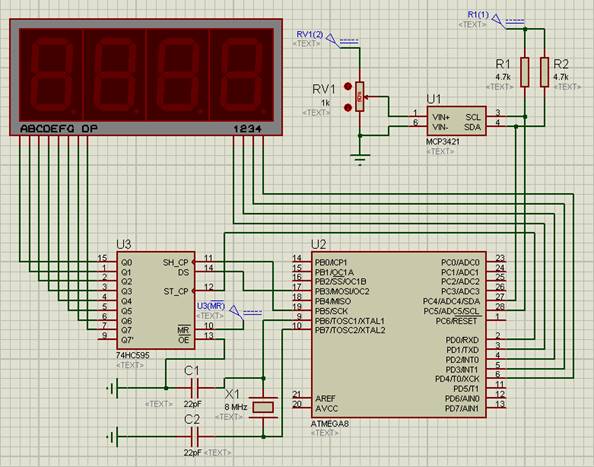 ABCDEFG DP 1234
RV1(2)
<TEXT>
R1(1)
<TEXT>
RV1
1k
<TEXT>
50%
R1
4.7k
<TEXT>
R2
4.7k
<TEXT>
U1
1 VIN+ SCL 3
6 VIN- SDA 4
MCP3421
<TEXT>
U3
15 Q0 SH_CP 11
1 Q1 DS 14
2 Q2
3 Q3 ST_CP 12
4 Q4
5 Q5
6 Q6
7 Q7 MR 10
9 Q7' OE 13
74HC595
<TEXT>
U3(MR)
<TEXT>
U2
14 PB0/ICP1 PC0/ADC0 23
15 PB1/OC1A PC1/ADC1 24
16 PB2/SS/OC1B PC2/ADC2 25
17 PB3/MOSI/OC2 PC3/ADC3 26
18 PB4/MISO PC4/ADC4/SDA 27
19 PB5/SCK PC5/ADC5/SCL 28
9 PB6/TOSC1/XTAL1 PC6/RESET 1
10 PB7/TOSC2/XTAL2
PD0/RXD 2
PD1/TXD 3
PD2/INT0 4
PD3/INT1 5
PD4/T0/XCK 6
PD5/T1 11
21 AREF PD6/AIN0 12
20 AVCC PD7/AIN1 13
ATMEGA8
<TEXT>
C1
22pF
<TEXT>
X1
8 MHz
<TEXT>
C2
22pF
<TEXT>